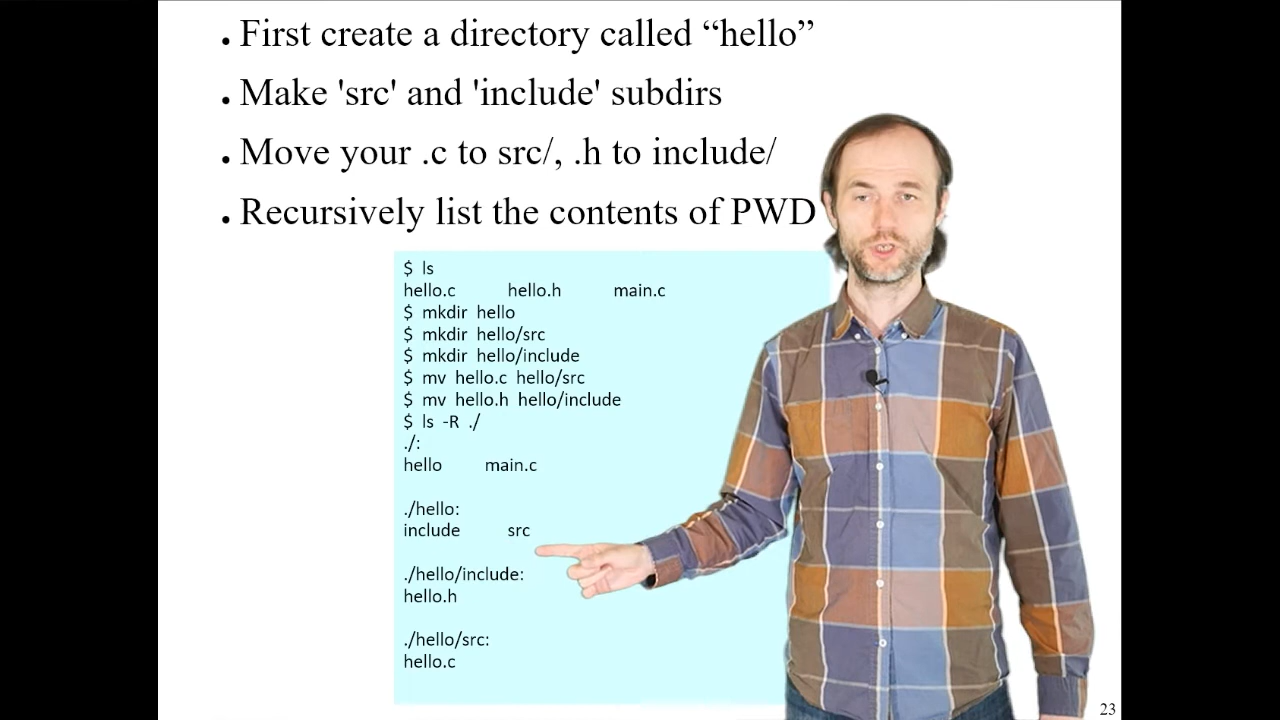 • First create a directory called “hello”
• Make 'src' and 'include' subdirs
• Move your .c to src/, .h to include/
• Recursively list the contents of PWD
$ ls
hello.c hello.h main.c
$ mkdir hello
$ mkdir hello/src
$ mkdir hello/include
$ mv hello.c hello/src
$ mv hello.h hello/include
$ ls -R ./
./:
hello main.c
./hello:
include src
./hello/include:
hello.h
./hello/src:
hello.c
23